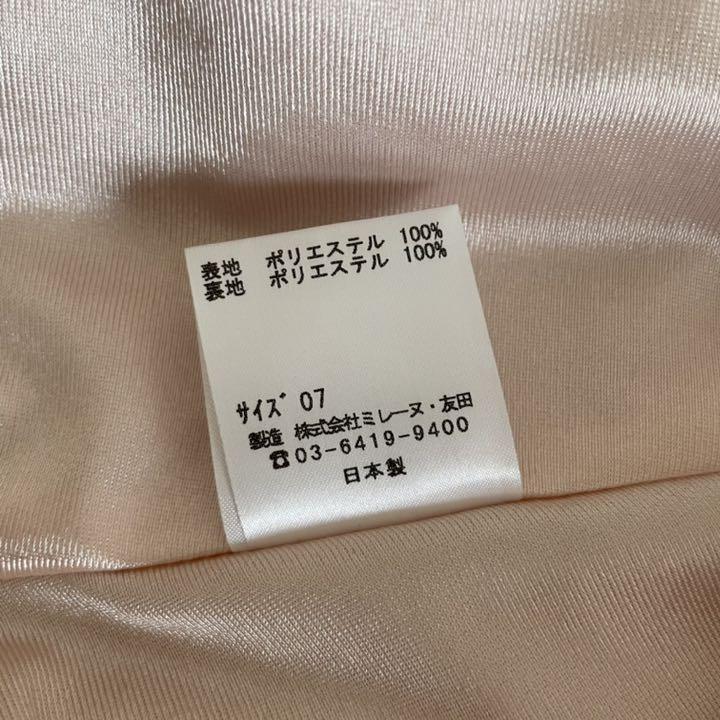 表地 ポリエステル 100%
裏地 ポリエステル 100%
サイズ 07
製造 株式会社ミレーヌ・友田
☎03-6419-9400
日本製